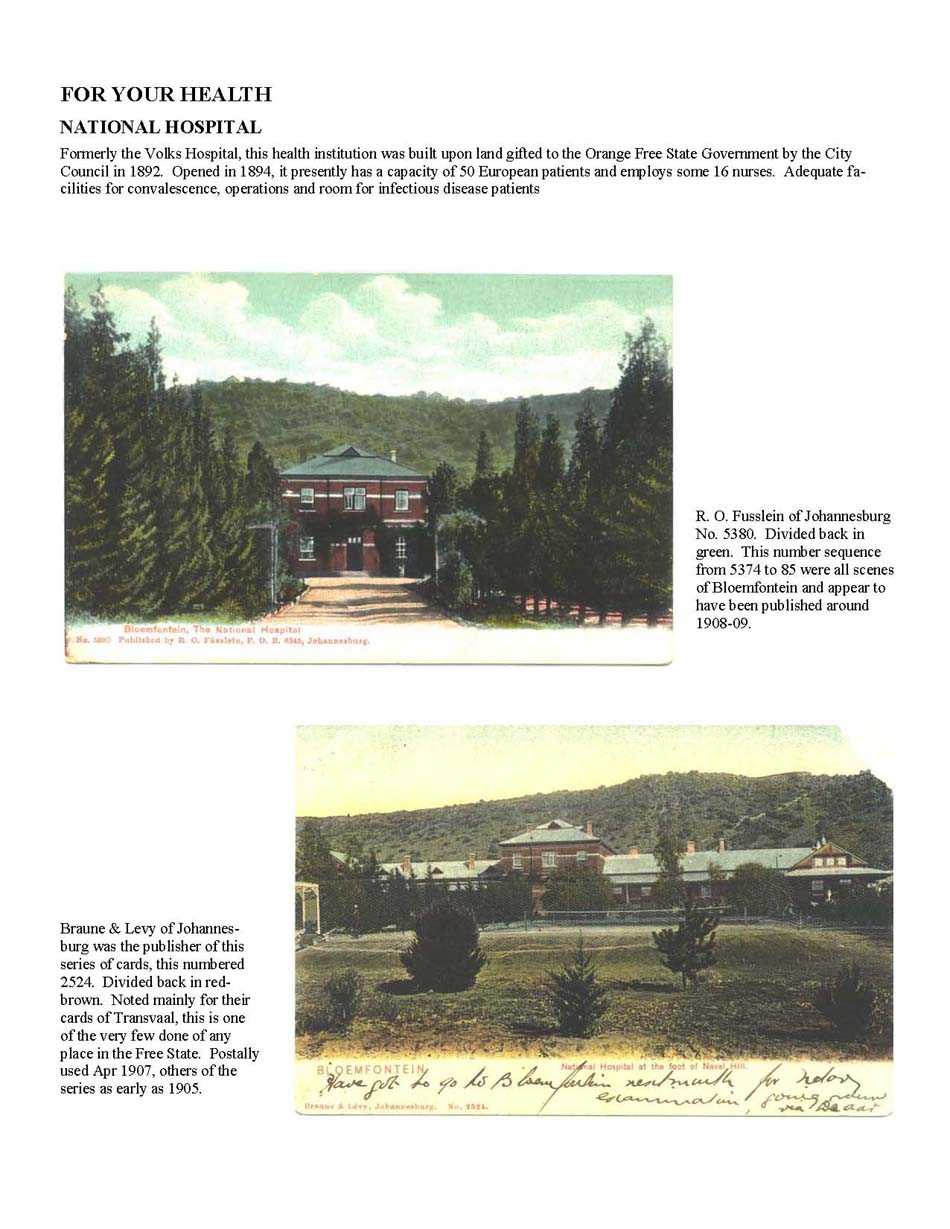 FOR YOUR HEALTH
NATIONAL HOSPITAL
Formerly the Volks Hospital, this health institution was built upon land gifted to the Orange Free State Government by the City
Council in 1892.  Opened in 1894, it presently has a capacity of 50 European patients and employs some 16 nurses.  Adequate fa-
cilities for convalescence, operations and room for infectious disease patients
R. O. Fusslein of Johannesburg
No. 5380.  Divided back in
green.  This number sequence
from 5374 to 85 were all scenes
of Bloemfontein and appear to
have been published around
1908-09.
Bloemfontein, The National Hospital
No. 5380 Published by R. O. Füsslein, P. O. B. 6345, Johannesburg.
Braune & Levy of Johannes-
burg was the publisher of this
series of cards, this numbered
2524.  Divided back in red-
brown.  Noted mainly for their
cards of Transvaal, this is one
of the very few done of any
place in the Free State.  Postally
used Apr 1907, others of the
series as early as 1905.
BLOEMFONTEIN National Hospital at the foot of Naval Hill.
Have got to go to Bloemfontein next month for
examination, going
via De aar
Braune & Lévy, Johannesburg. No. 2524.